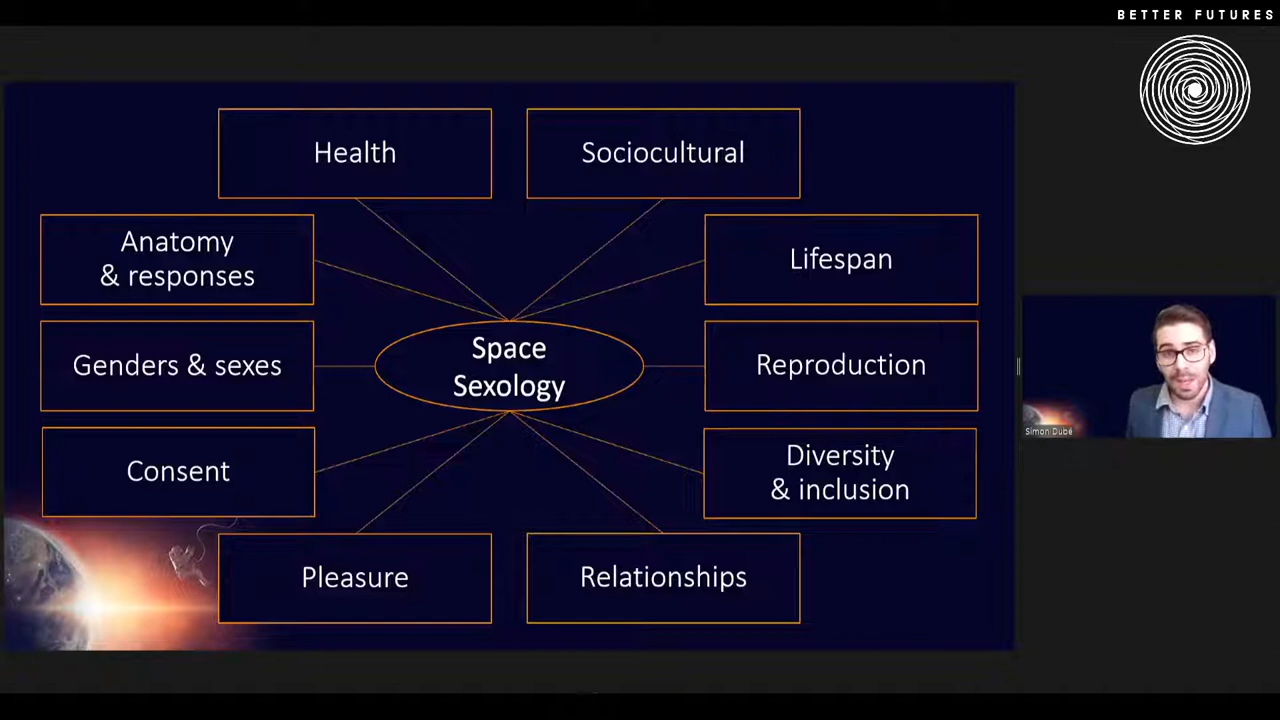 BETTER FUTURES
Health
Sociocultural
Anatomy
& responses
Lifespan
Genders & sexes
Space
Sexology
Reproduction
Consent
Diversity
& inclusion
Pleasure
Relationships
Simon Dubé